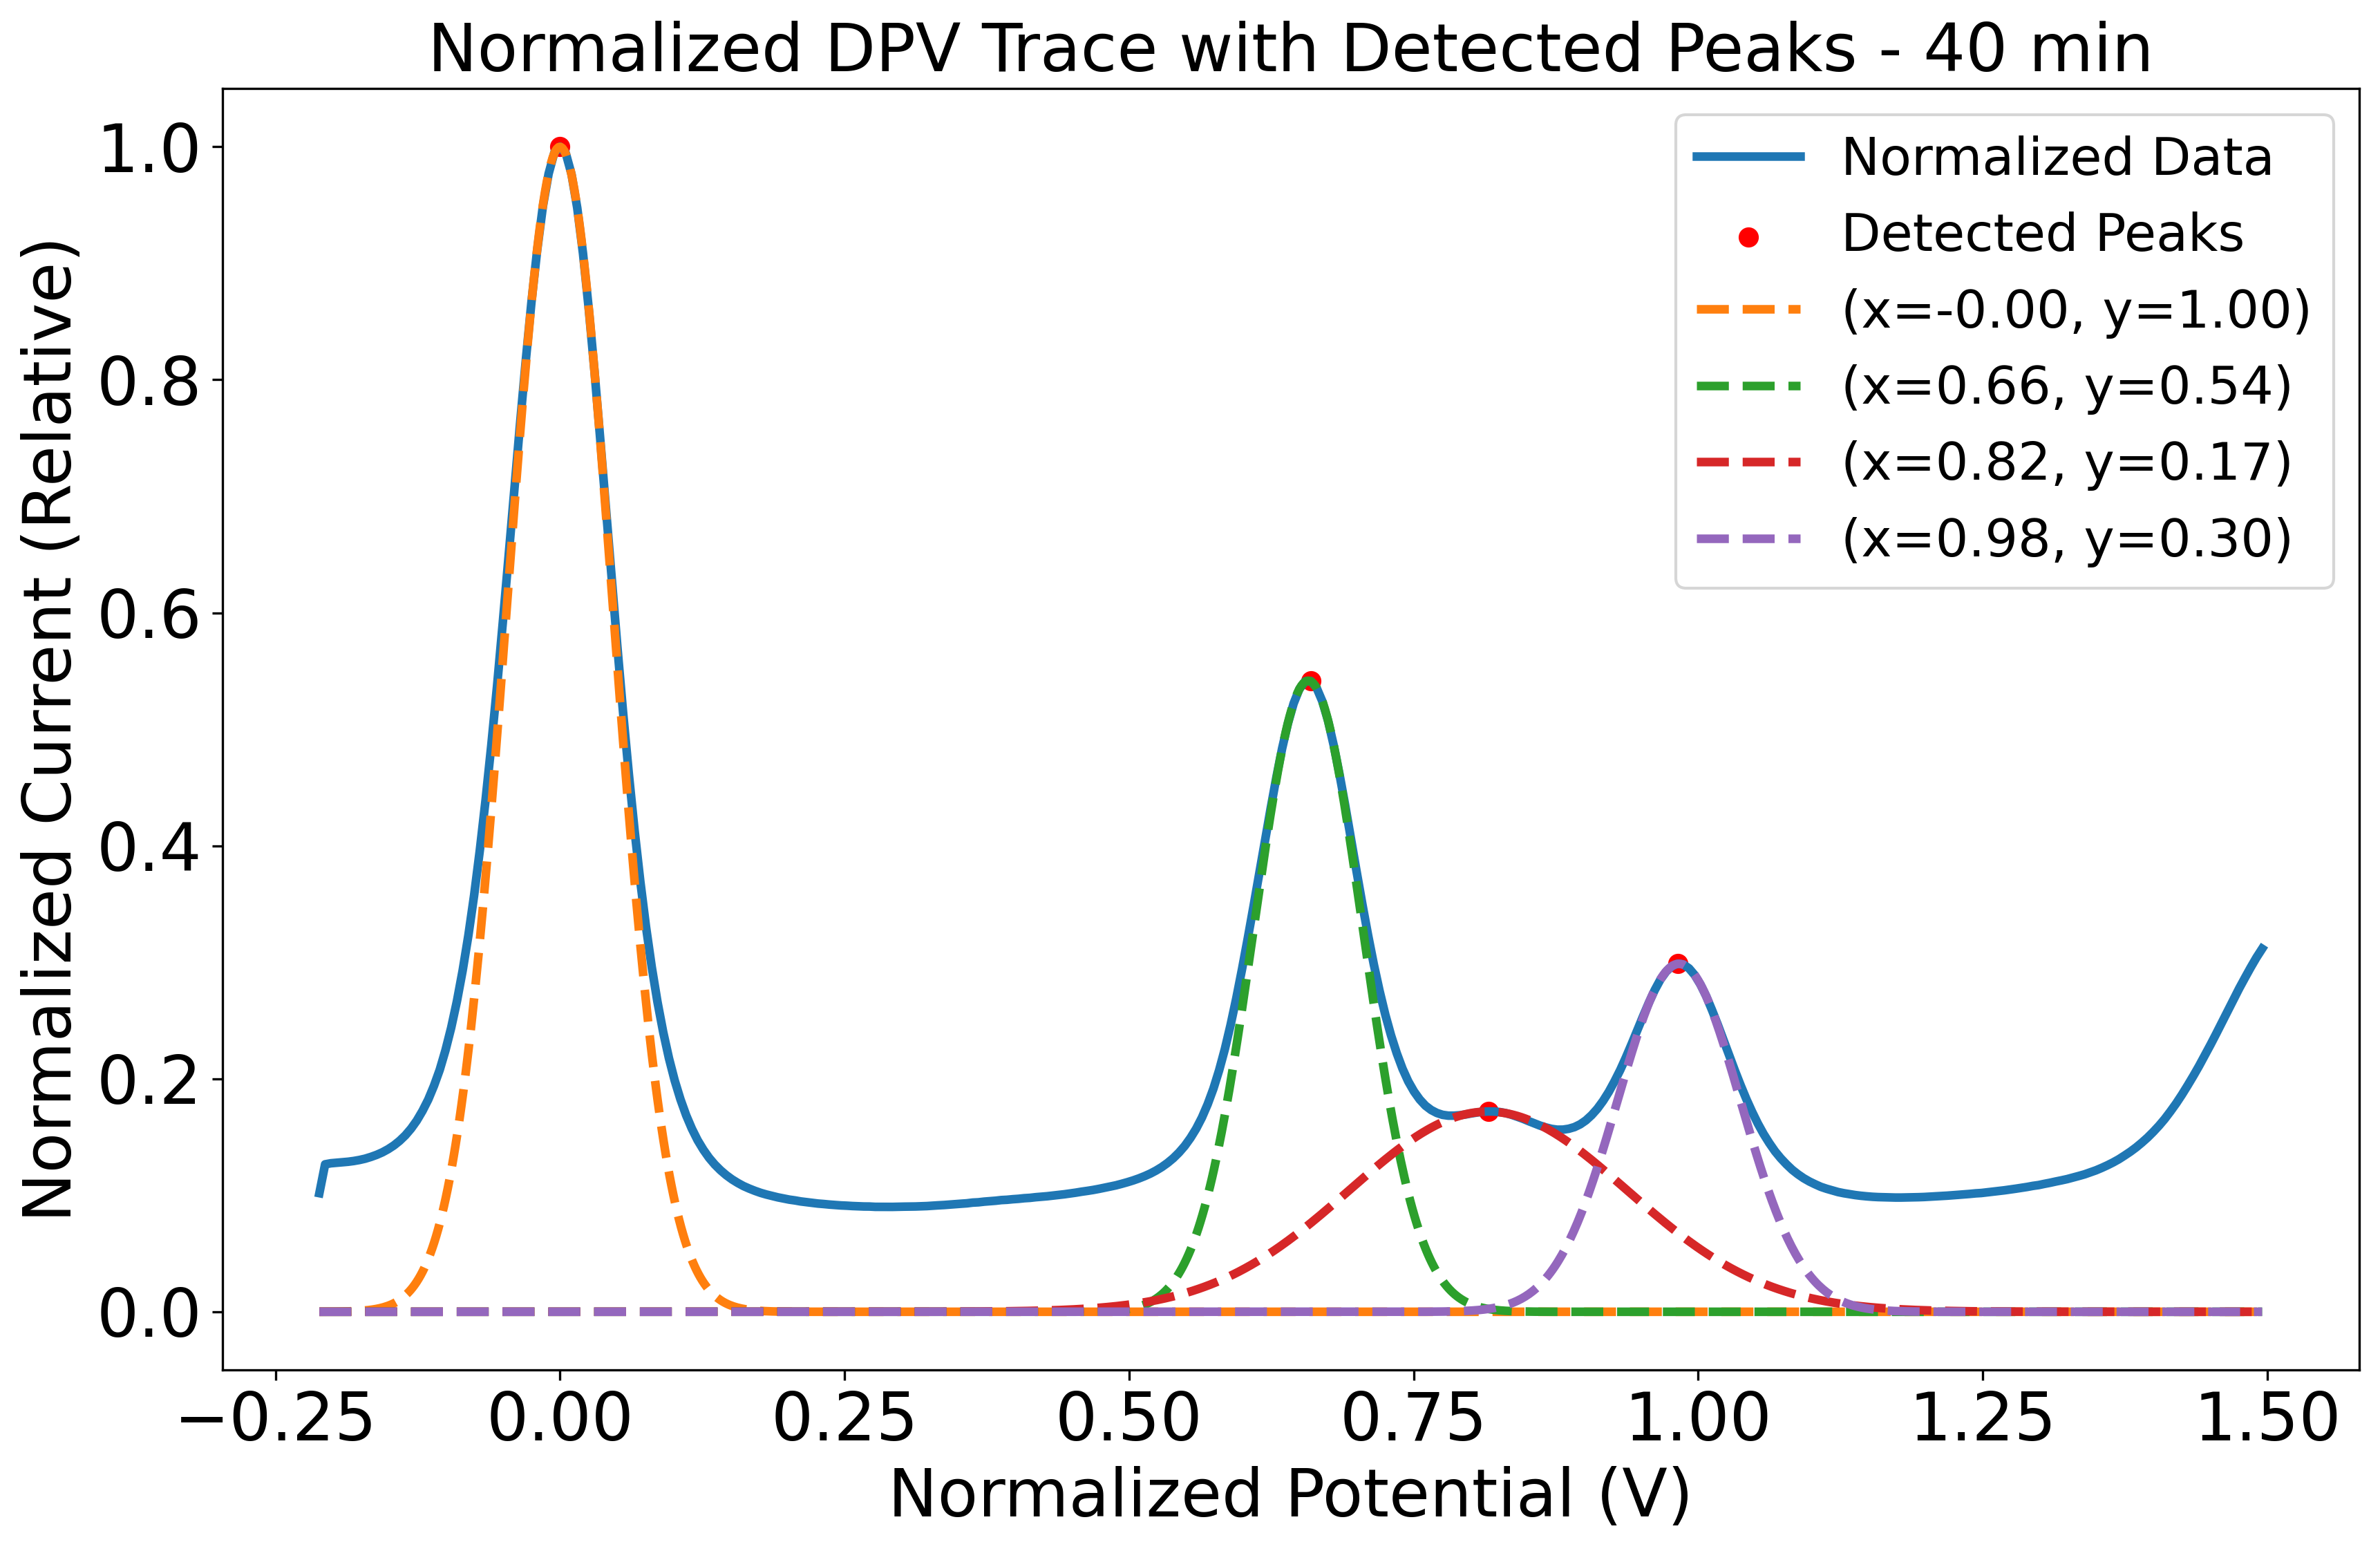 Normalized DPV Trace with Detected Peaks - 40 min
Normalized Current (Relative)
1.0
0.8
0.6
0.4
0.2
0.0
Normalized Data
Detected Peaks
(x=-0.00, y=1.00)
(x=0.66, y=0.54)
(x=0.82, y=0.17)
(x=0.98, y=0.30)
−0.25 0.00 0.25 0.50 0.75 1.00 1.25 1.50
Normalized Potential (V)